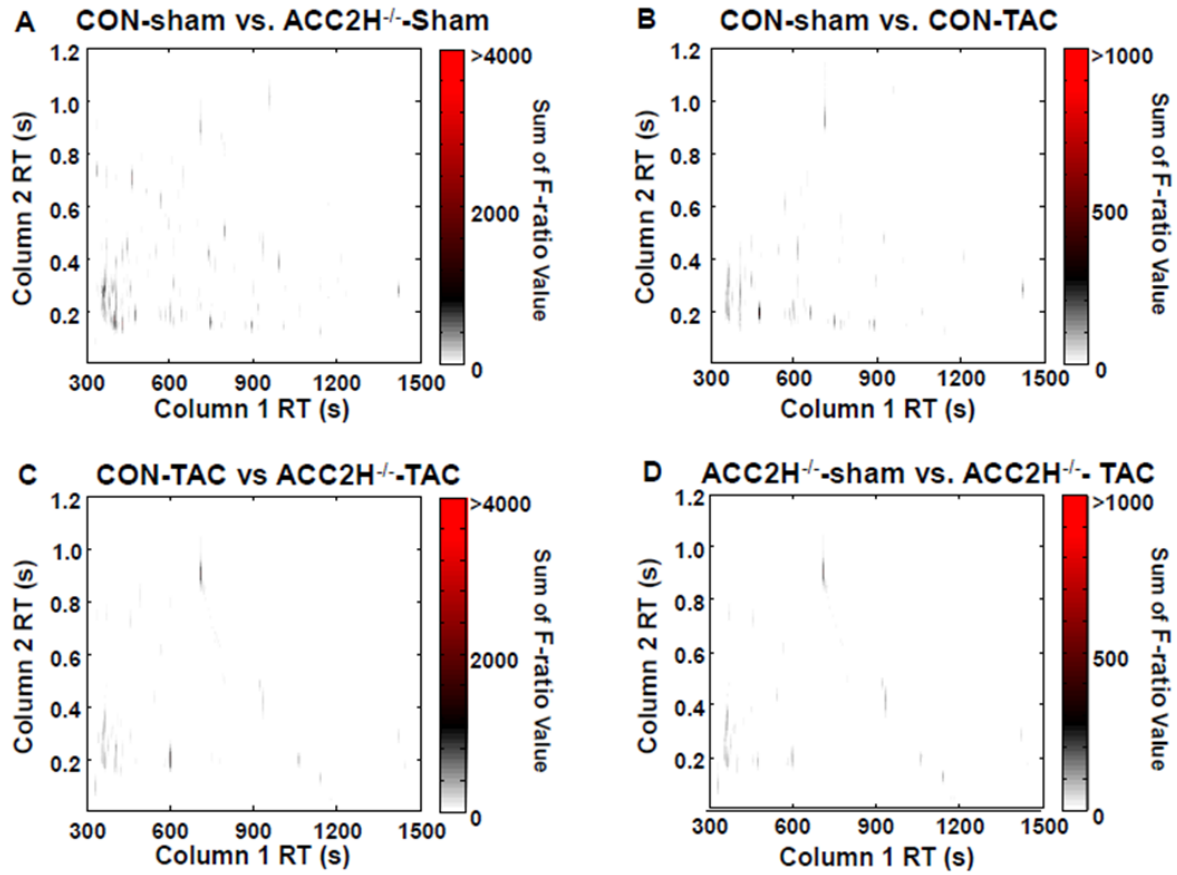 A CON-sham vs. ACC2H-/--Sham
Column 2 RT (s)
1.2
1.0
0.8
0.6
0.4
0.2
300 600 900 1200 1500
Column 1 RT (s)
>4000
2000
0
Sum of F-ratio Value
B CON-sham vs. CON-TAC
Column 2 RT (s)
1.2
1.0
0.8
0.6
0.4
0.2
300 600 900 1200 1500
Column 1 RT (s)
>1000
500
0
Sum of F-ratio Value
C CON-TAC vs ACC2H-/--TAC
Column 2 RT (s)
1.2
1.0
0.8
0.6
0.4
0.2
300 600 900 1200 1500
Column 1 RT (s)
>4000
2000
0
Sum of F-ratio Value
D ACC2H-/--sham vs. ACC2H-/-- TAC
Column 2 RT (s)
1.2
1.0
0.8
0.6
0.4
0.2
300 600 900 1200 1500
Column 1 RT (s)
>1000
500
0
Sum of F-ratio Value